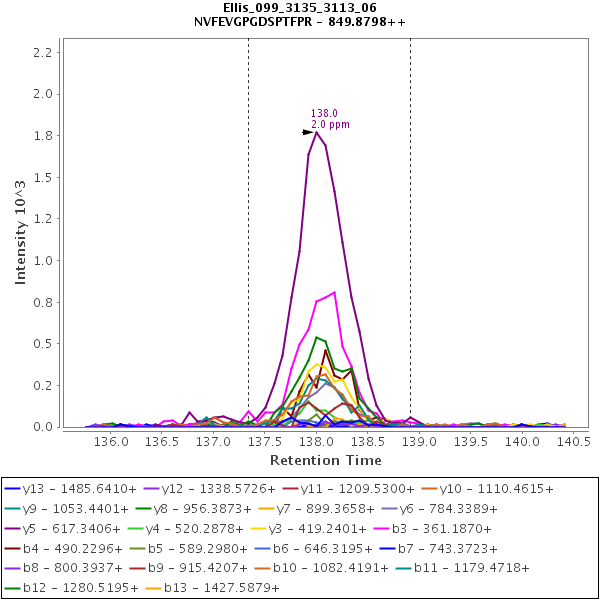 Ellis_099_3135_3113_06
NVFEVGPGDSPTFPR - 849.8798++
138.0
2.0 ppm
Intensity 10^3
2.2
2.0
1.8
1.5
1.2
1.0
0.8
0.5
0.2
0.0
136.0 136.5 137.0 137.5 138.0 138.5 139.0 139.5 140.0 140.5
Retention Time
y13 - 1485.6410+ y12 - 1338.5726+ y11 - 1209.5300+ y10 - 1110.4615+
y9 - 1053.4401+ y8 - 956.3873+ y7 - 899.3658+ y6 - 784.3389+
y5 - 617.3406+ y4 - 520.2878+ y3 - 419.2401+ b3 - 361.1870+
b4 - 490.2296+ b5 - 589.2980+ b6 - 646.3195+ b7 - 743.3723+
b8 - 800.3937+ b9 - 915.4207+ b10 - 1082.4191+ b11 - 1179.4718+
b12 - 1280.5195+ b13 - 1427.5879+